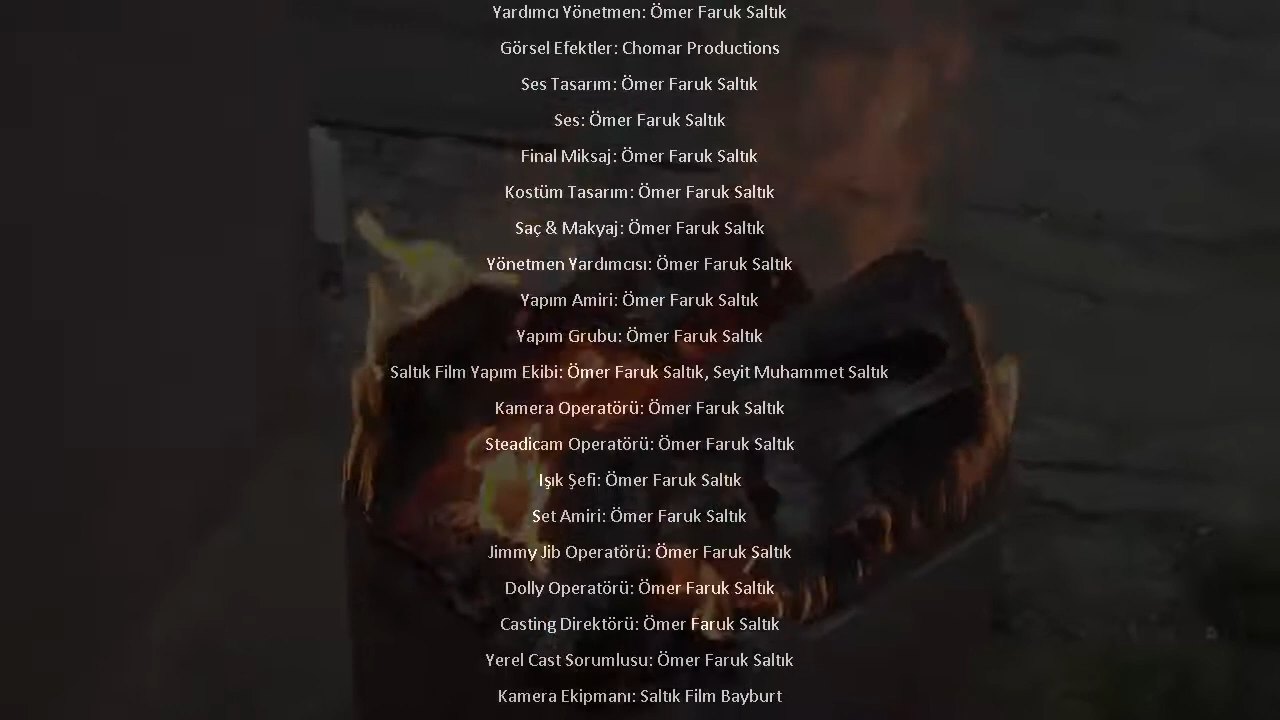 Yardımcı Yönetmen: Ömer Faruk Saltık
Görsel Efektler: Chomar Productions
Ses Tasarım: Ömer Faruk Saltık
Ses: Ömer Faruk Saltık
Final Miksaj: Ömer Faruk Saltık
Kostüm Tasarım: Ömer Faruk Saltık
Saç & Makyaj: Ömer Faruk Saltık
Yönetmen Yardımcısı: Ömer Faruk Saltık
Yapım Amiri: Ömer Faruk Saltık
Yapım Grubu: Ömer Faruk Saltık
Saltık Film Yapım Ekibi: Ömer Faruk Saltık, Seyit Muhammet Saltık
Kamera Operatörü: Ömer Faruk Saltık
Steadicam Operatörü: Ömer Faruk Saltık
Işık Şefi: Ömer Faruk Saltık
Set Amiri: Ömer Faruk Saltık
Jimmy Jib Operatörü: Ömer Faruk Saltık
Dolly Operatörü: Ömer Faruk Saltık
Casting Direktörü: Ömer Faruk Saltık
Yerel Cast Sorumlusu: Ömer Faruk Saltık
Kamera Ekipmanı: Saltık Film Bayburt